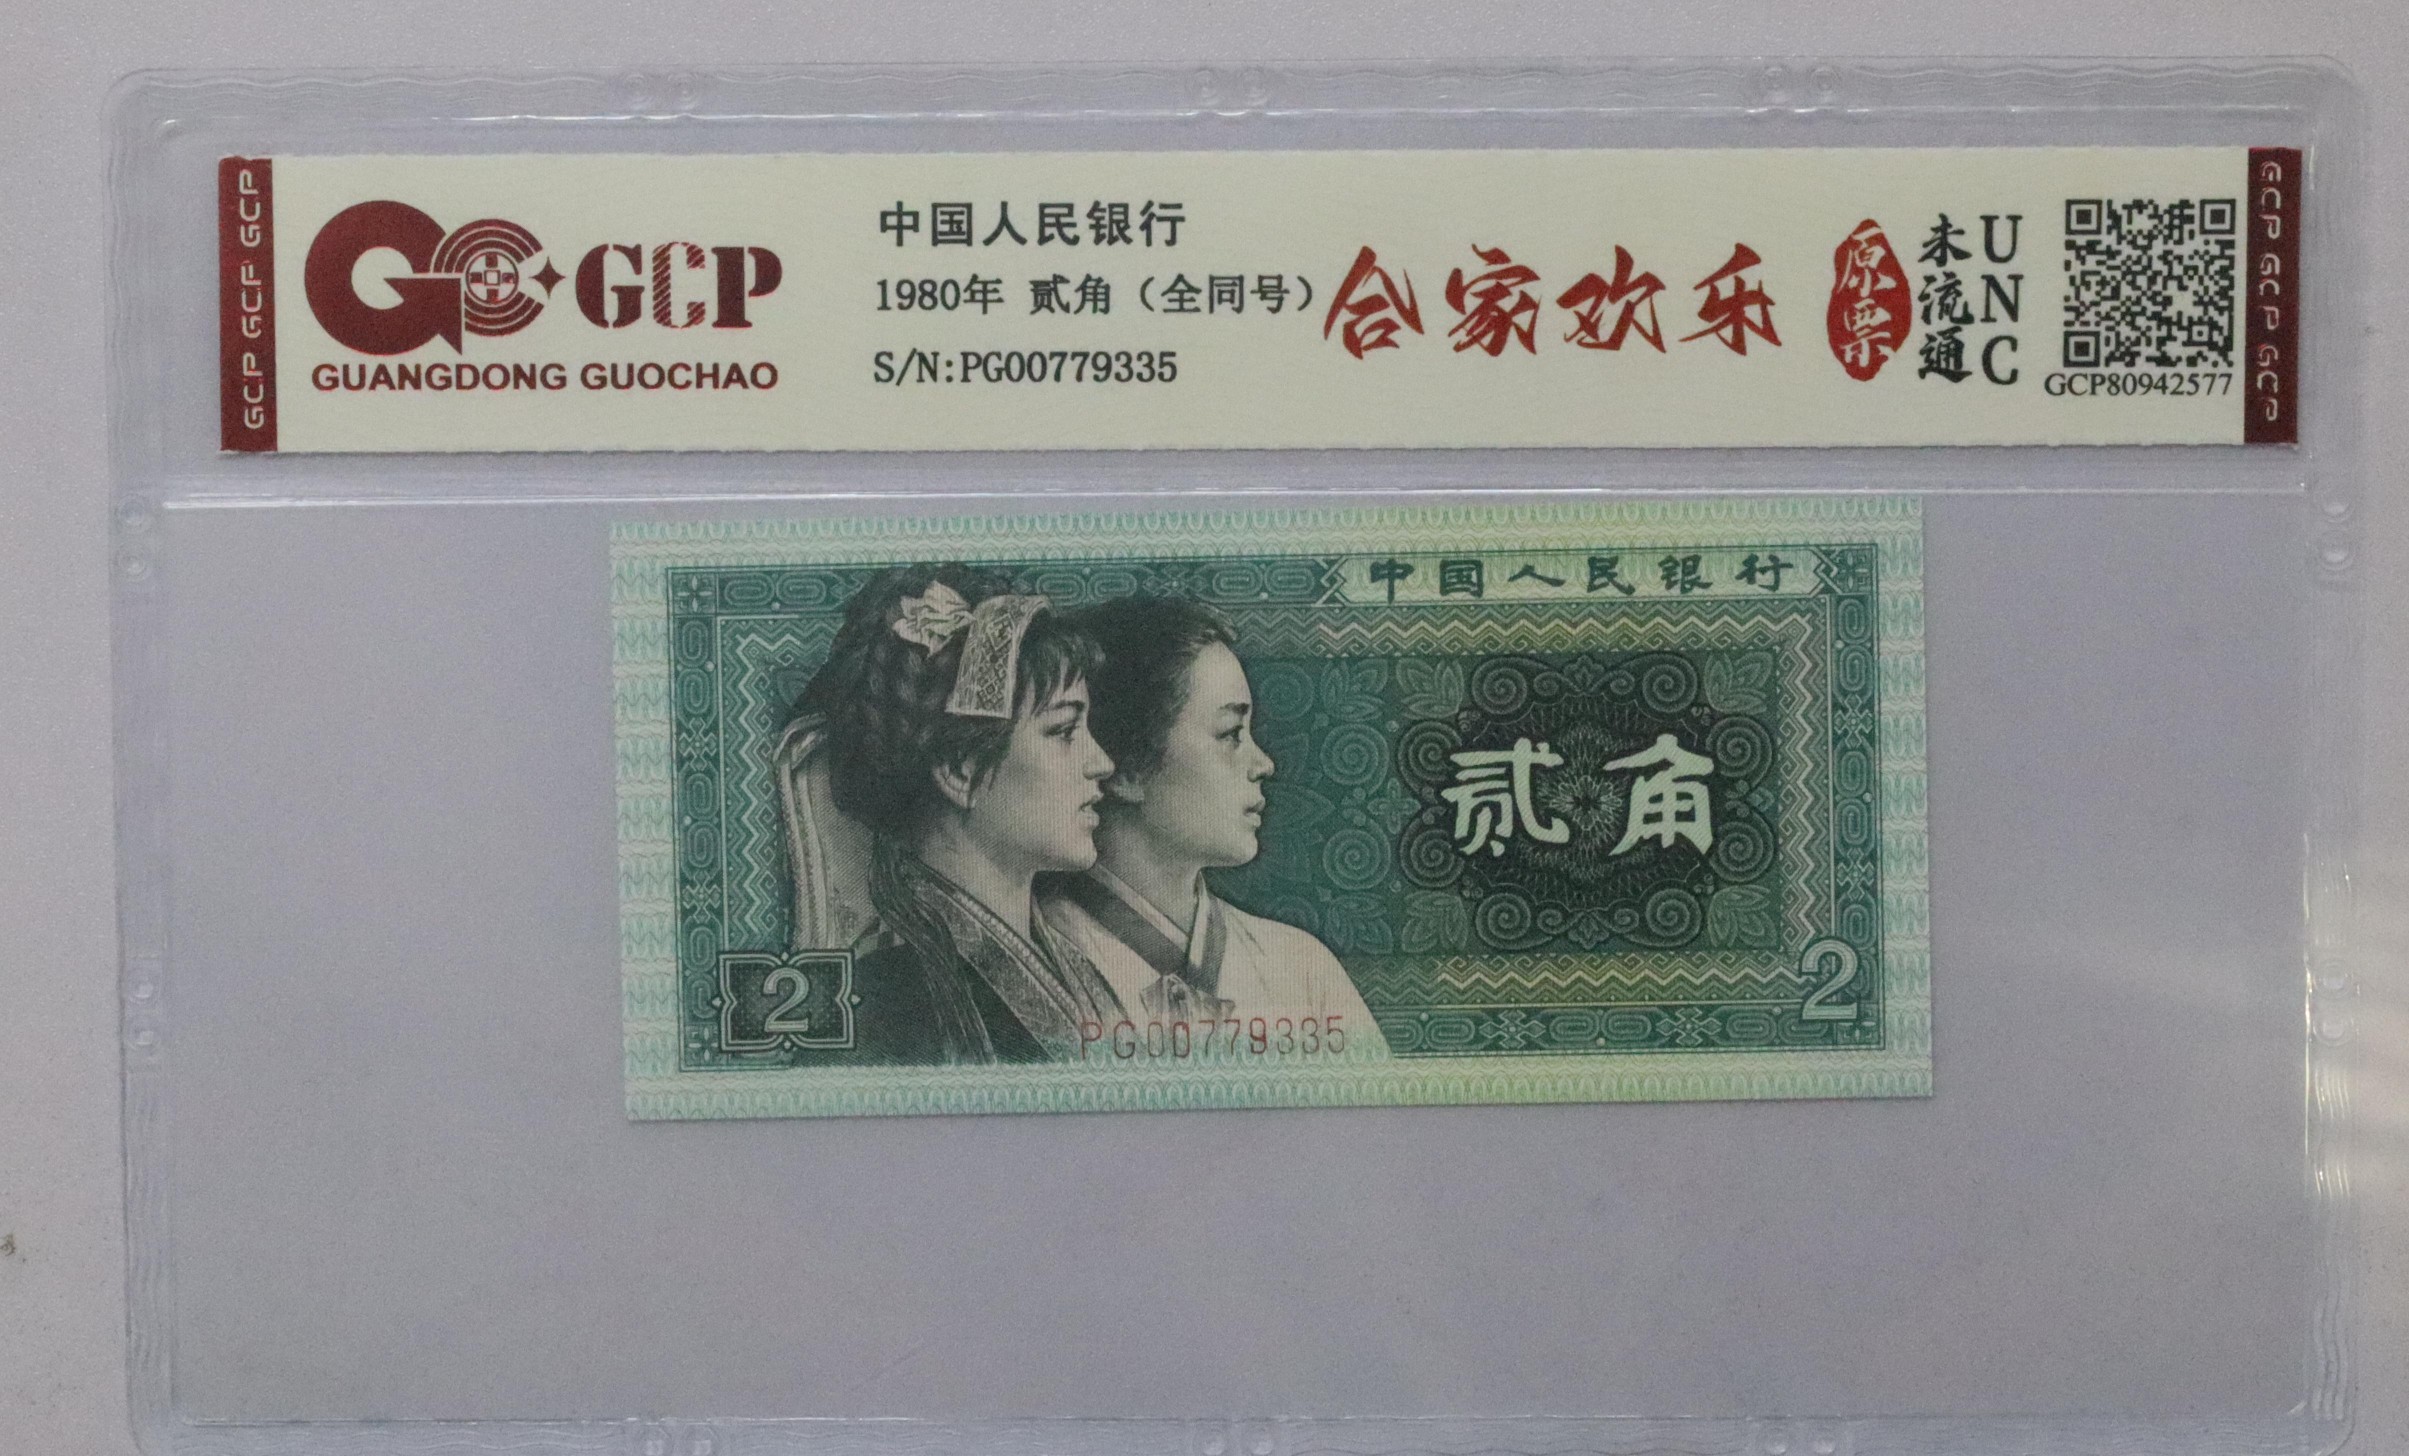 GCP GCP GCP
GCP
GUANGDONG GUOCHAO
中国人民银行
1980年 贰角（全同号）
S/N:PG00779335
合家欢乐
原票
未流通
UNC
GCP80942577
GCP GCP GCP
中国人民银行
贰角
2
2
PG00779335